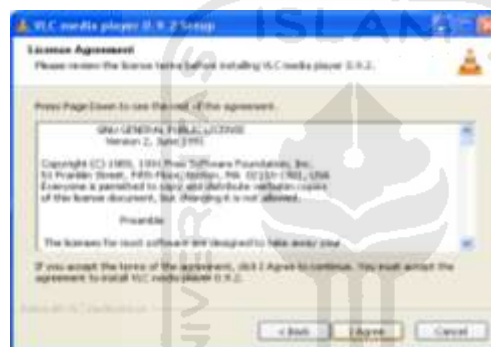 VLC media player 0.9.2 Setup
License Agreement
Please review the license terms before installing VLC media player 0.9.2.
Press Page Down to see the rest of the agreement.
GNU GENERAL PUBLIC LICENSE
Version 2, June 1991
Copyright (C) 1989, 1991 Free Software Foundation, Inc.
51 Franklin Street, Fifth Floor, Boston, MA 02110-1301, USA
Everyone is permitted to copy and distribute verbatim copies
of this license document, but changing it is not allowed.
Preamble
The licenses for most software are designed to take away your
If you accept the terms of the agreement, click I Agree to continue. You must accept the
agreement to install VLC media player 0.9.2.
< Back
I Agree
Cancel
ISLAM